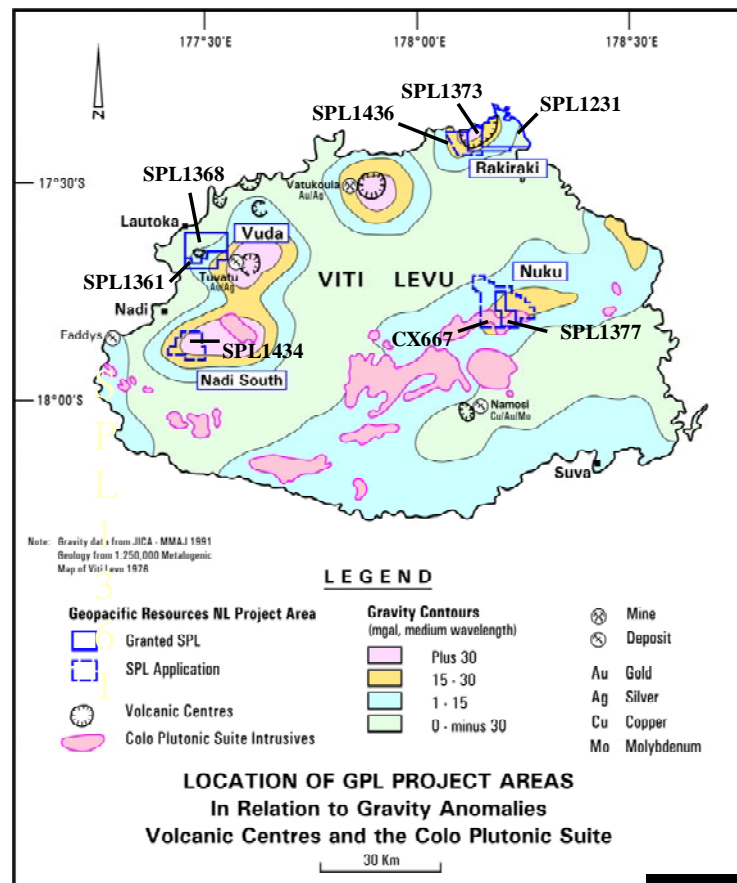 177°30'E
178°00'E
178°30'E
N
SPL1373
SPL1436
SPL1231
Rakiraki
17°30'S
SPL1368
Vatukoula
Au/Ag
Lautoka
Vuda
SPL1361
Tuvatu
Au/Ag
VITI LEVU
Nuku
Nadi
Faddys
CX667
SPL1377
SPL1434
Nadi South
18°00'S
Namosi
Cu/Au/Mo
Suva
SPL1361
Note: Gravity data from JICA - MMAJ 1991
Geology from 1:250,000 Metalogenic
Map of Viti Levu 1976
LEGEND
Geopacific Resources NL Project Area
Granted SPL
SPL Application
Volcanic Centres
Colo Plutonic Suite Intrusives
Gravity Contours
(mgal, medium wavelength)
Plus 30
15 - 30
1 - 15
0 - minus 30
Mine
Deposit
Au Gold
Ag Silver
Cu Copper
Mo Molybdenum
LOCATION OF GPL PROJECT AREAS
In Relation to Gravity Anomalies
Volcanic Centres and the Colo Plutonic Suite
30 Km